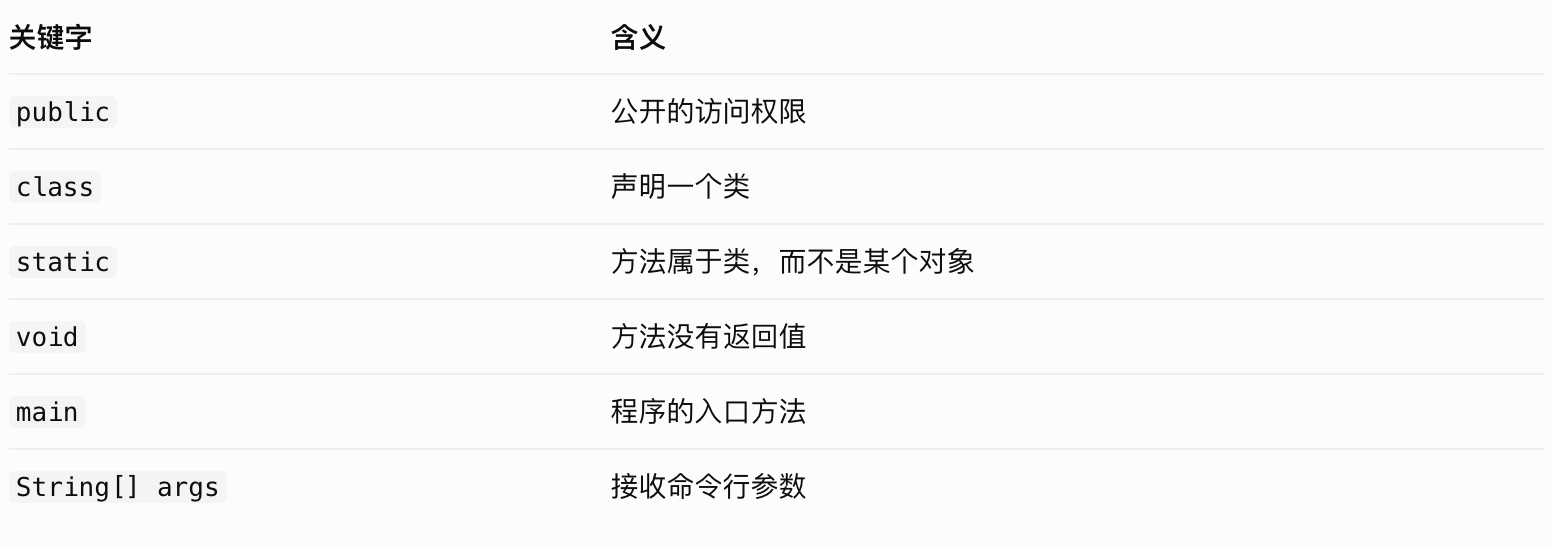 关键字 含义
public 公开的访问权限
class 声明一个类
static 方法属于类，而不是某个对象
void 方法没有返回值
main 程序的入口方法
String[] args 接收命令行参数